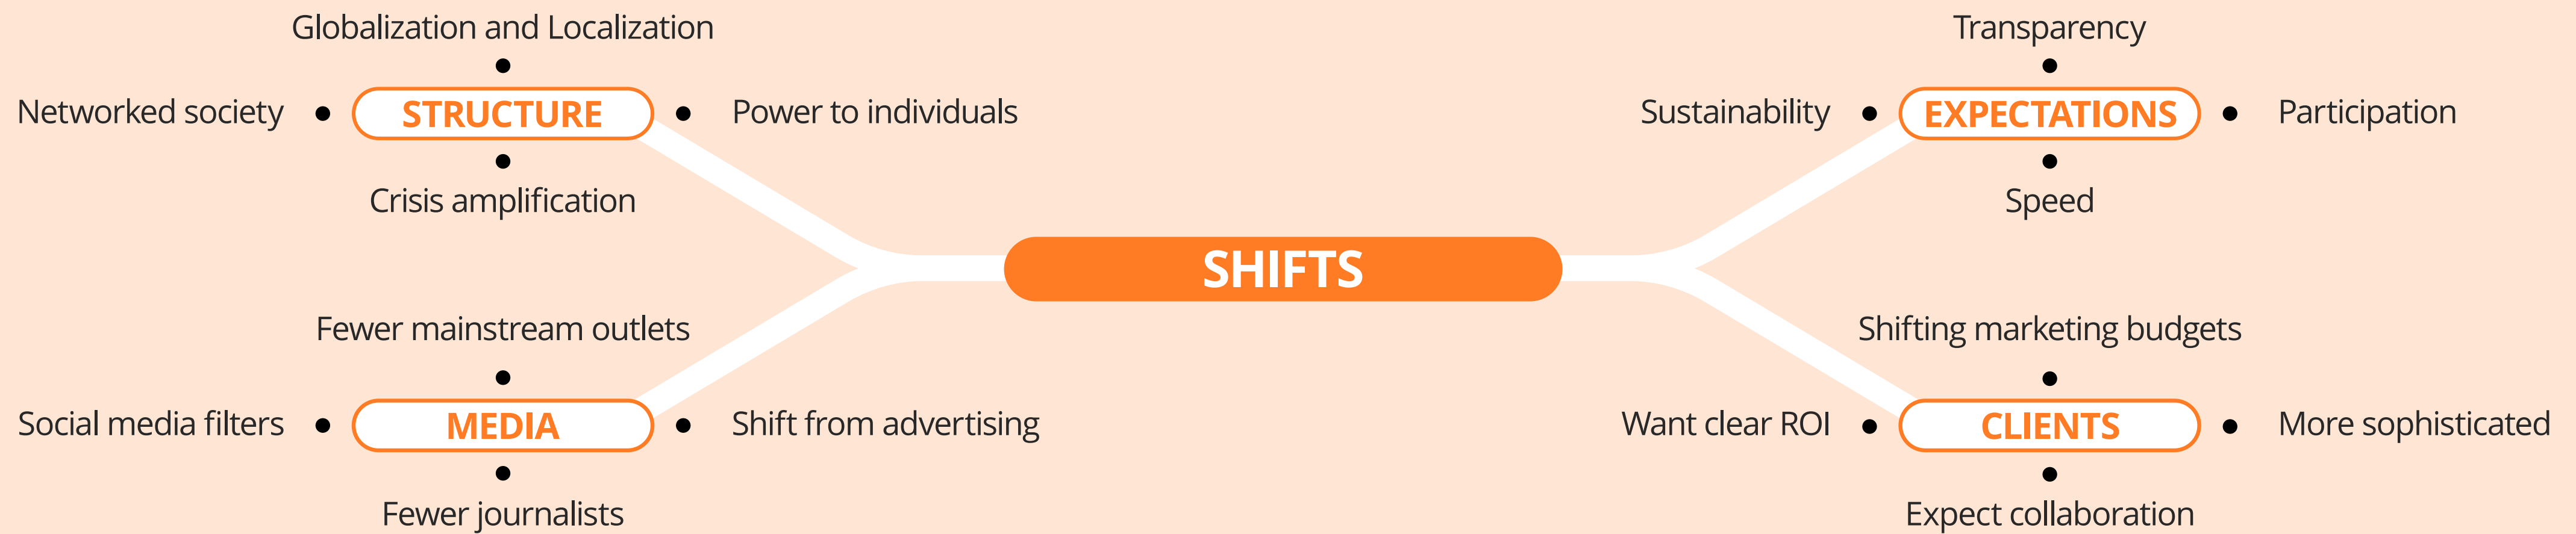 Globalization and Localization
Networked society
STRUCTURE
Power to individuals
Crisis amplification
Transparency
Sustainability
EXPECTATIONS
Participation
Speed
SHIFTS
Fewer mainstream outlets
Social media filters
MEDIA
Shift from advertising
Fewer journalists
Shifting marketing budgets
Want clear ROI
CLIENTS
More sophisticated
Expect collaboration